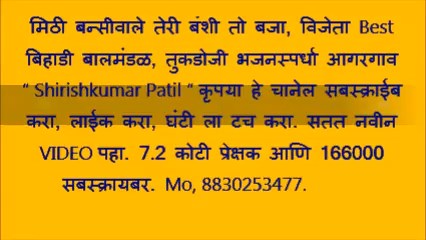 मिठी बन्सीवाले तेरी बंशी तो बजा, विजेता Best
बिहाडी बालमंडळ, तुकडोजी भजनस्पर्धा आगरगाव
“ Shirishkumar Patil “ कृपया हे चानेल सबस्क्राईब
करा, लाईक करा, घंटी ला टच करा. सतत नवीन
VIDEO पहा. 7.2 कोटी प्रेक्षक आणि 166000
सबस्क्रायबर. Mo, 8830253477.